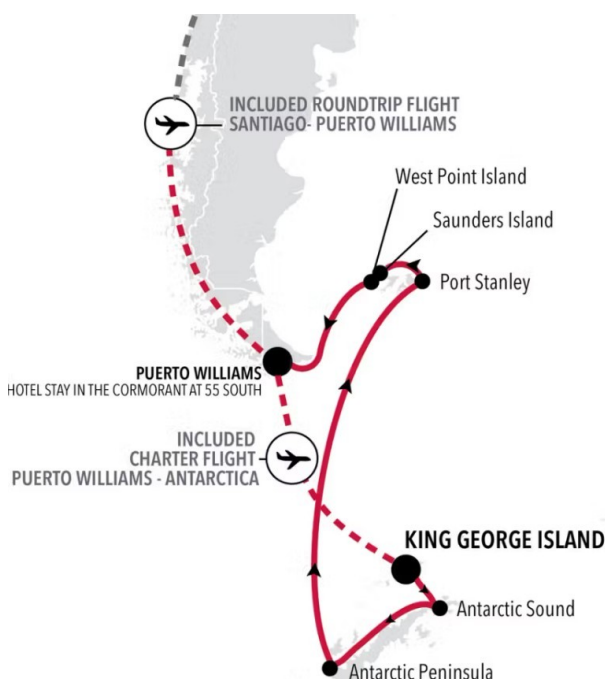 INCLUDED ROUNDTRIP FLIGHT
SANTIAGO- PUERTO WILLIAMS
West Point Island
Saunders Island
Port Stanley
PUERTO WILLIAMS
HOTEL STAY IN THE CORMORANT AT 55 SOUTH
INCLUDED
CHARTER FLIGHT
PUERTO WILLIAMS - ANTARCTICA
KING GEORGE ISLAND
Antarctic Sound
Antarctic Peninsula